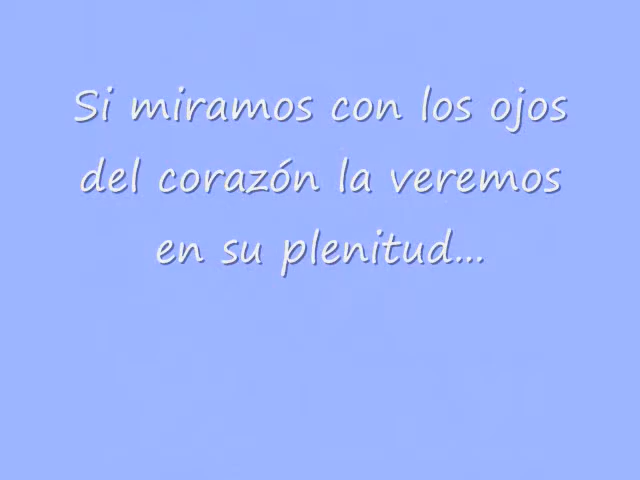 Si miramos con los ojos
del corazón la veremos
en su plenitud...